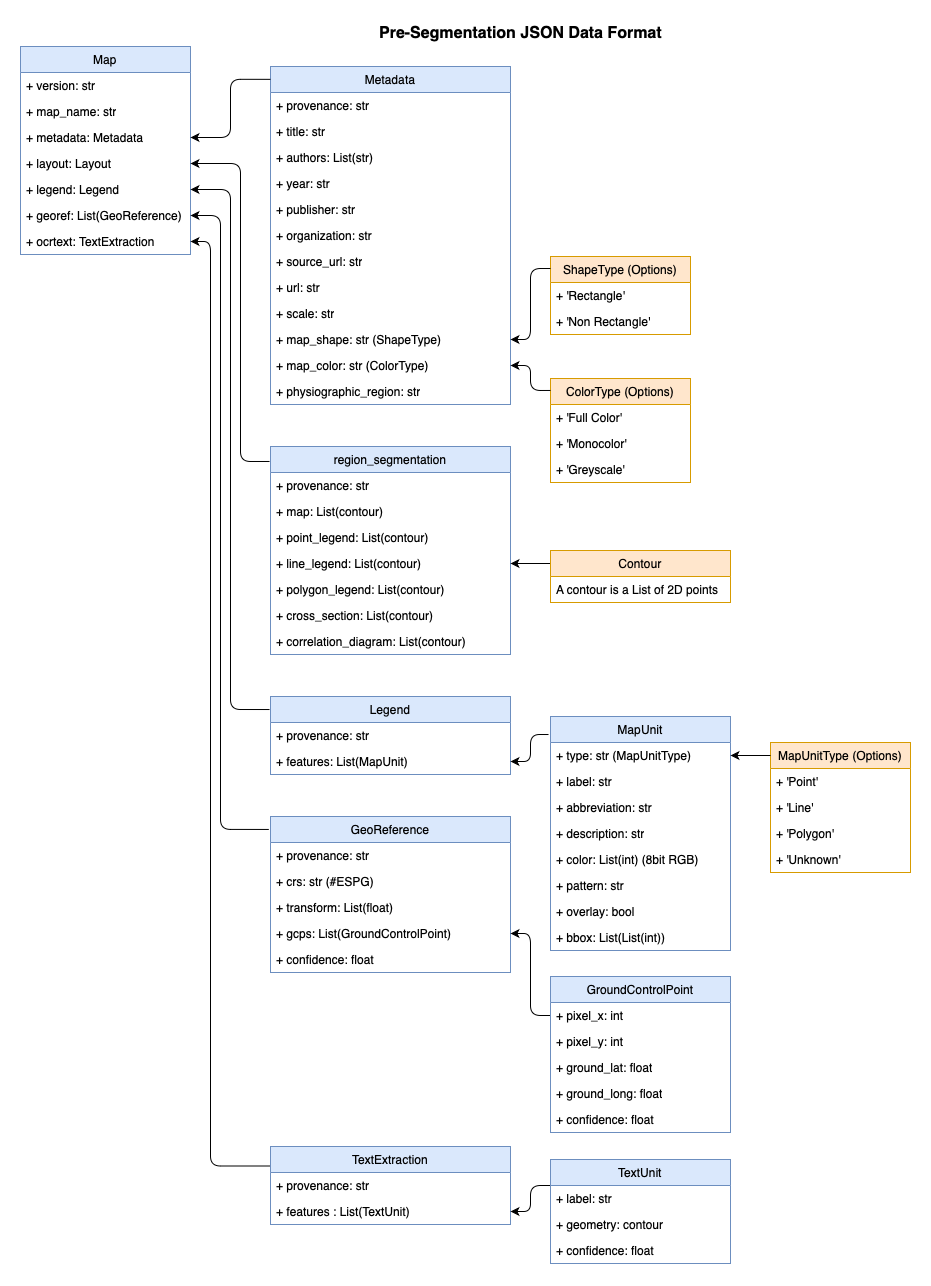 Pre-Segmentation JSON Data Format
Map
+ version: str
+ map_name: str
+ metadata: Metadata
+ layout: Layout
+ legend: Legend
+ georef: List(GeoReference)
+ ocrtext: TextExtraction
Metadata
+ provenance: str
+ title: str
+ authors: List(str)
+ year: str
+ publisher: str
+ organization: str
+ source_url: str
+ url: str
+ scale: str
+ map_shape: str (ShapeType)
+ map_color: str (ColorType)
+ physiographic_region: str
ShapeType (Options)
+ 'Rectangle'
+ 'Non Rectangle'
ColorType (Options)
+ 'Full Color'
+ 'Monocolor'
+ 'Greyscale'
region_segmentation
+ provenance: str
+ map: List(contour)
+ point_legend: List(contour)
+ line_legend: List(contour)
+ polygon_legend: List(contour)
+ cross_section: List(contour)
+ correlation_diagram: List(contour)
Contour
A contour is a List of 2D points
Legend
+ provenance: str
+ features: List(MapUnit)
MapUnit
+ type: str (MapUnitType)
+ label: str
+ abbreviation: str
+ description: str
+ color: List(int) (8bit RGB)
+ pattern: str
+ overlay: bool
+ bbox: List(List(int))
MapUnitType (Options)
+ 'Point'
+ 'Line'
+ 'Polygon'
+ 'Unknown'
GeoReference
+ provenance: str
+ crs: str (#ESPG)
+ transform: List(float)
+ gcps: List(GroundControlPoint)
+ confidence: float
GroundControlPoint
+ pixel_x: int
+ pixel_y: int
+ ground_lat: float
+ ground_long: float
+ confidence: float
TextExtraction
+ provenance: str
+ features : List(TextUnit)
TextUnit
+ label: str
+ geometry: contour
+ confidence: float